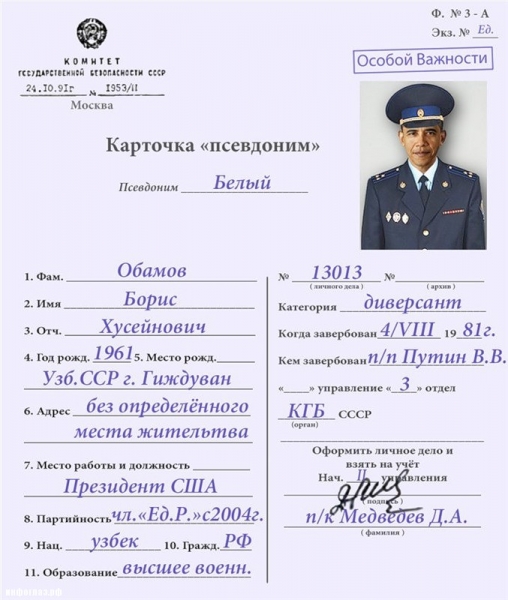 Ф. № 3 - А
Экз. № Ед.
Особой Важности
КОМИТЕТ
ГОСУДАРСТВЕННОЙ БЕЗОПАСНОСТИ СССР
24.10.91г № 1953/И
Москва
Карточка «псевдоним»
Псевдоним Белый
1. Фам. Обамов
2. Имя Борис
3. Отч. Хусейнович
4. Год рожд. 1961 5. Место рожд.
Узб.ССР г. Гиждуван
6. Адрес без определённого
места жительтва
7. Место работы и должность
Президент США
8. Партийность чл.«Ед.Р.»с2004г.
9. Нац. узбек 10. Гражд. РФ
11. Образование высшее военн.
№ 13013 №
( личного дела ) ( архив )
Категория диверсант
Когда завербован 4/VIII 19 81г.
Кем завербован п/п Путин В.В.
« » управление « 3 » отдел
КГБ СССР
(орган)
Оформить личное дело и
взять на учёт
Нач. II управления
( подпись )
п/к Медведев Д.А.
( фамилия )